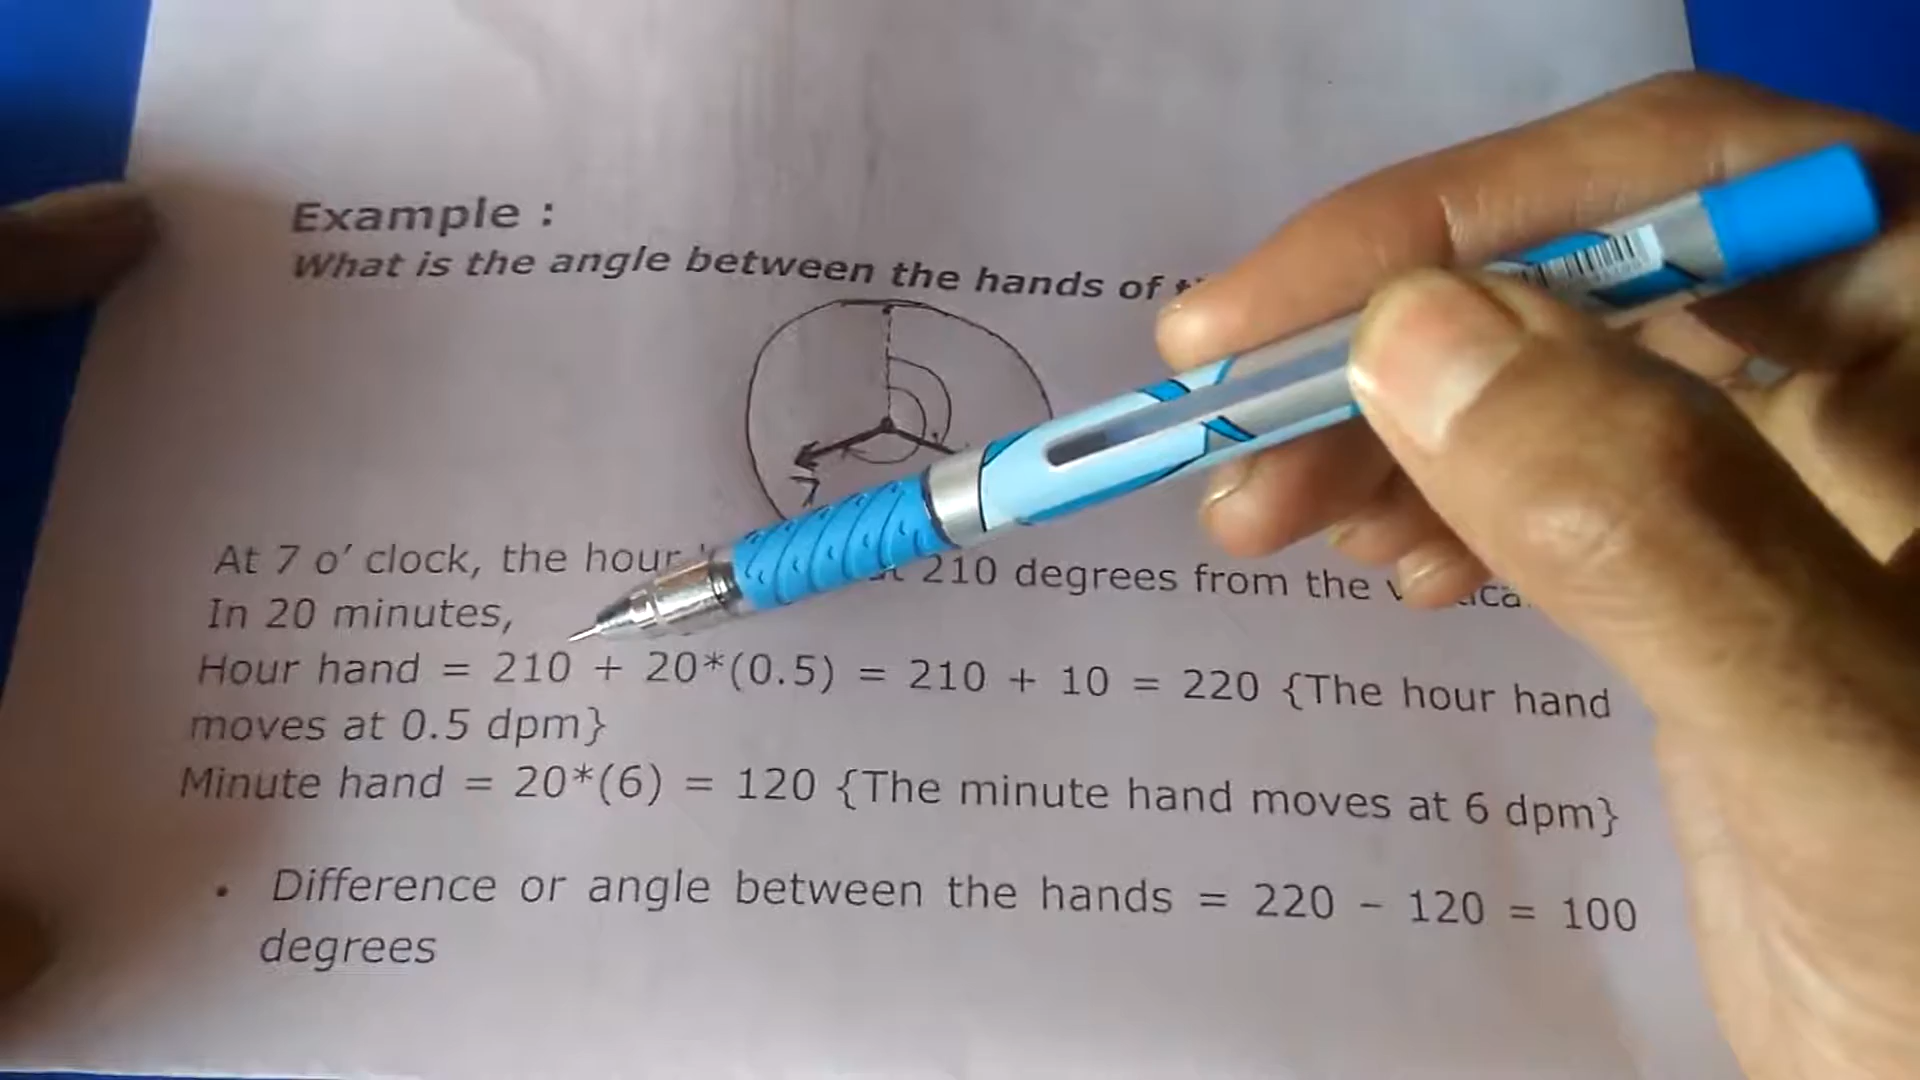 Example :
What is the angle between the hands of
7
At 7 o’ clock, the hour 210 degrees from the
In 20 minutes,
Hour hand = 210 + 20*(0.5) = 210 + 10 = 220 {The hour hand
moves at 0.5 dpm}
Minute hand = 20*(6) = 120 {The minute hand moves at 6 dpm}
• Difference or angle between the hands = 220 – 120 = 100
degrees